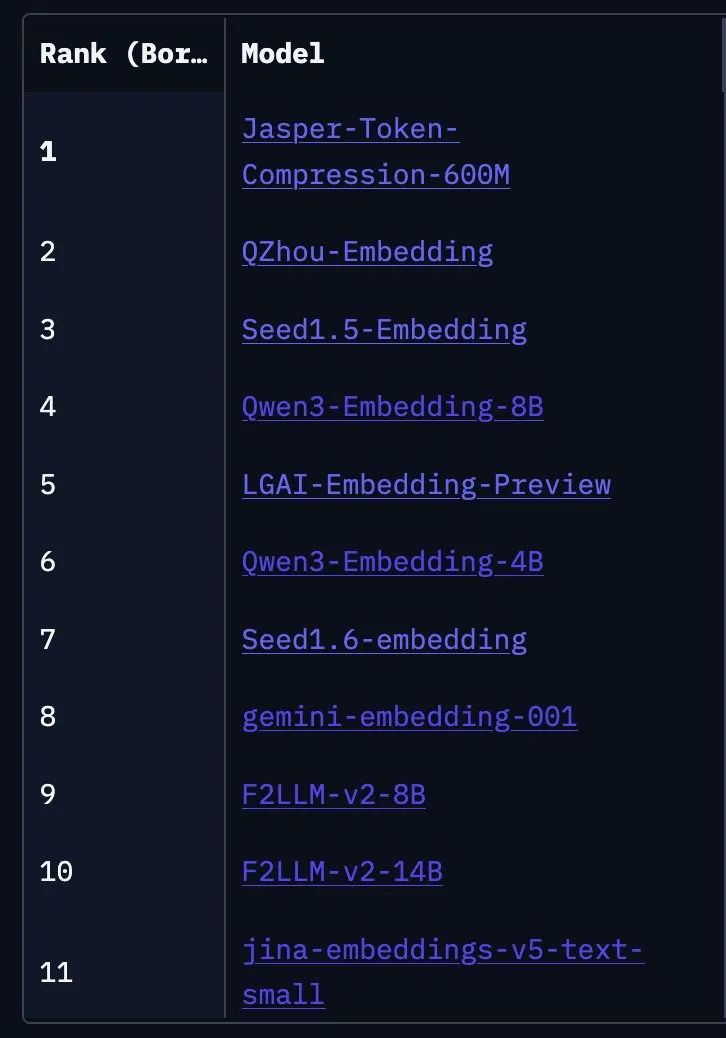 Rank (Bor… Model
1 Jasper-Token-
Compression-600M
2 QZhou-Embedding
3 Seed1.5-Embedding
4 Qwen3-Embedding-8B
5 LGAI-Embedding-Preview
6 Qwen3-Embedding-4B
7 Seed1.6-embedding
8 gemini-embedding-001
9 F2LLM-v2-8B
10 F2LLM-v2-14B
11 jina-embeddings-v5-text-
small